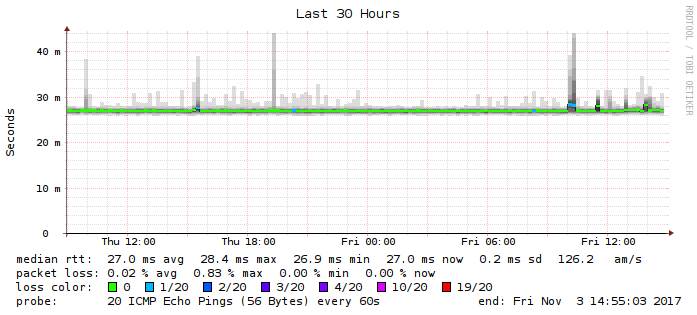 Last 30 Hours
RRDTOOL / TOBI OETIKER
Seconds
40 m
30 m
20 m
10 m
0
Thu 12:00 Thu 18:00 Fri 00:00 Fri 06:00 Fri 12:00
median rtt: 27.0 ms avg 28.4 ms max 26.9 ms min 27.0 ms now 0.2 ms sd 126.2 am/s
packet loss: 0.02 % avg 0.83 % max 0.00 % min 0.00 % now
loss color: 0 1/20 2/20 3/20 4/20 10/20 19/20
probe: 20 ICMP Echo Pings (56 Bytes) every 60s end: Fri Nov 3 14:55:03 2017